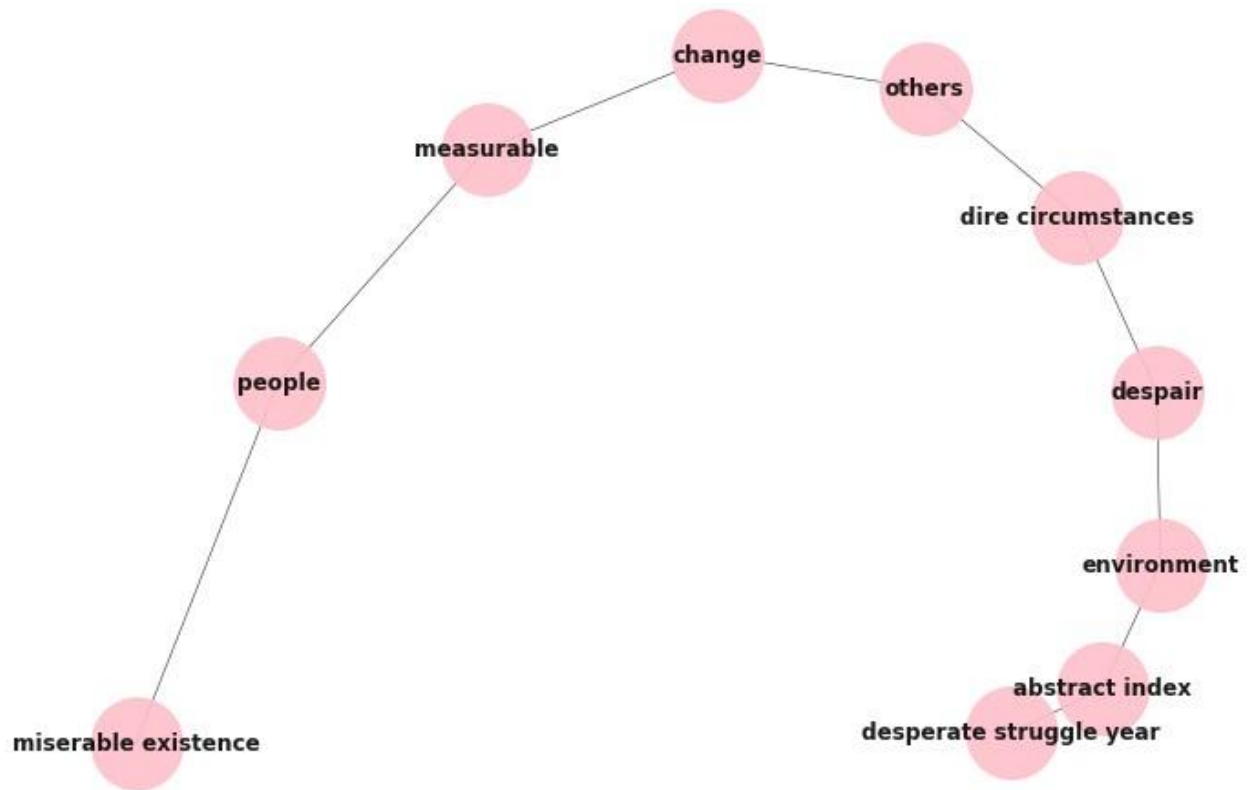 change
others
measurable
dire circumstances
people
despair
environment
abstract index
desperate struggle year
miserable existence